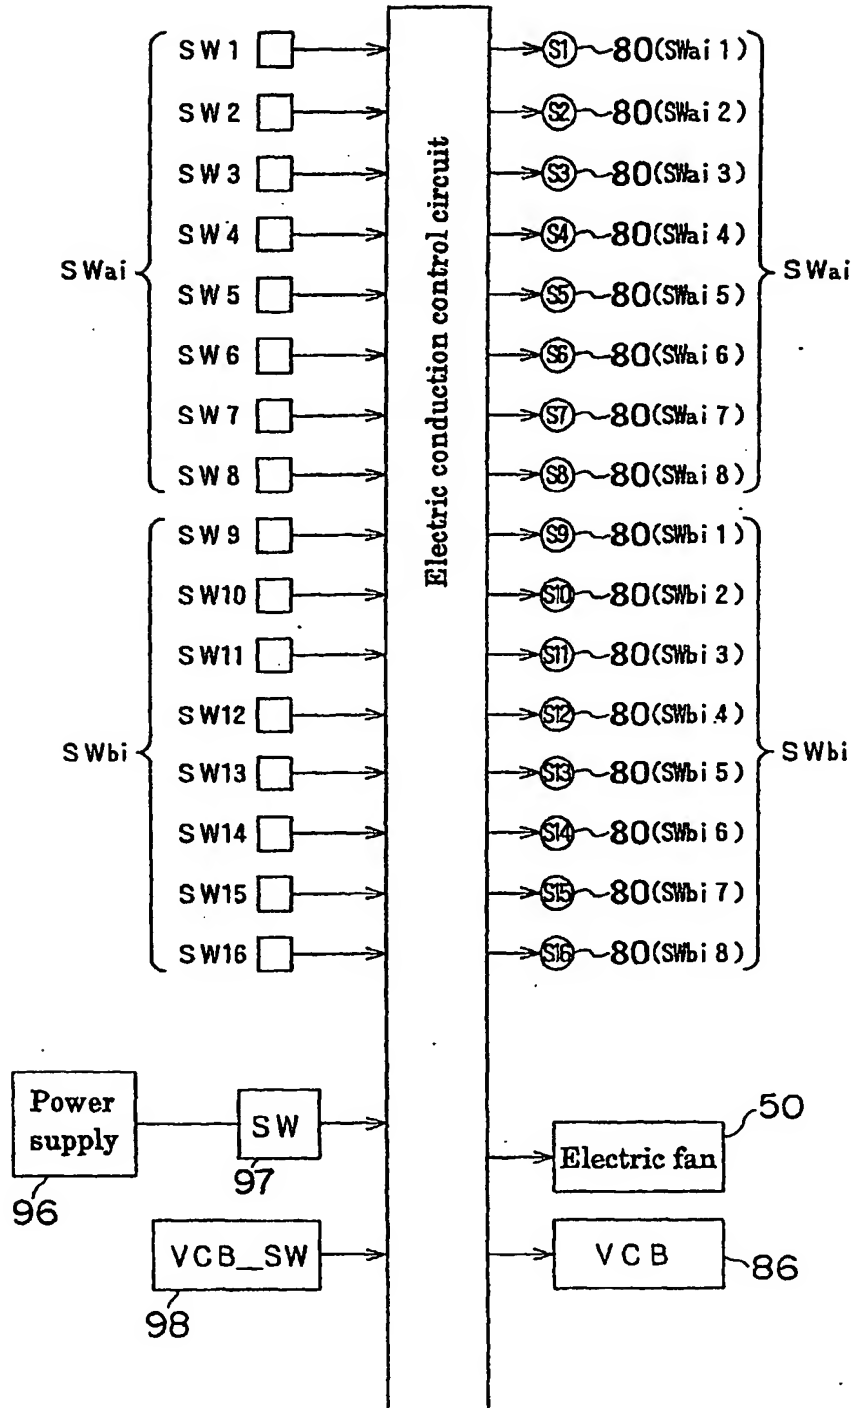 SW1 S1 80(SWai1)
SW2 S2 80(SWai2)
SW3 S3 80(SWai3)
SW4 S4 80(SWai4)
SWai SWai
SW5 S5 80(SWai5)
SW6 S6 80(SWai6)
SW7 S7 80(SWai7)
SW8 S8 80(SWai8)
Electric conduction control circuit
SW9 S9 80(SWbi1)
SW10 S10 80(SWbi2)
SW11 S11 80(SWbi3)
SW12 S12 80(SWbi4)
SWbi SWbi
SW13 S13 80(SWbi5)
SW14 S14 80(SWbi6)
SW15 S15 80(SWbi7)
SW16 S16 80(SWbi8)
Power
supply
96
SW
97
50
Electric fan
VCB_SW
98
VCB
86